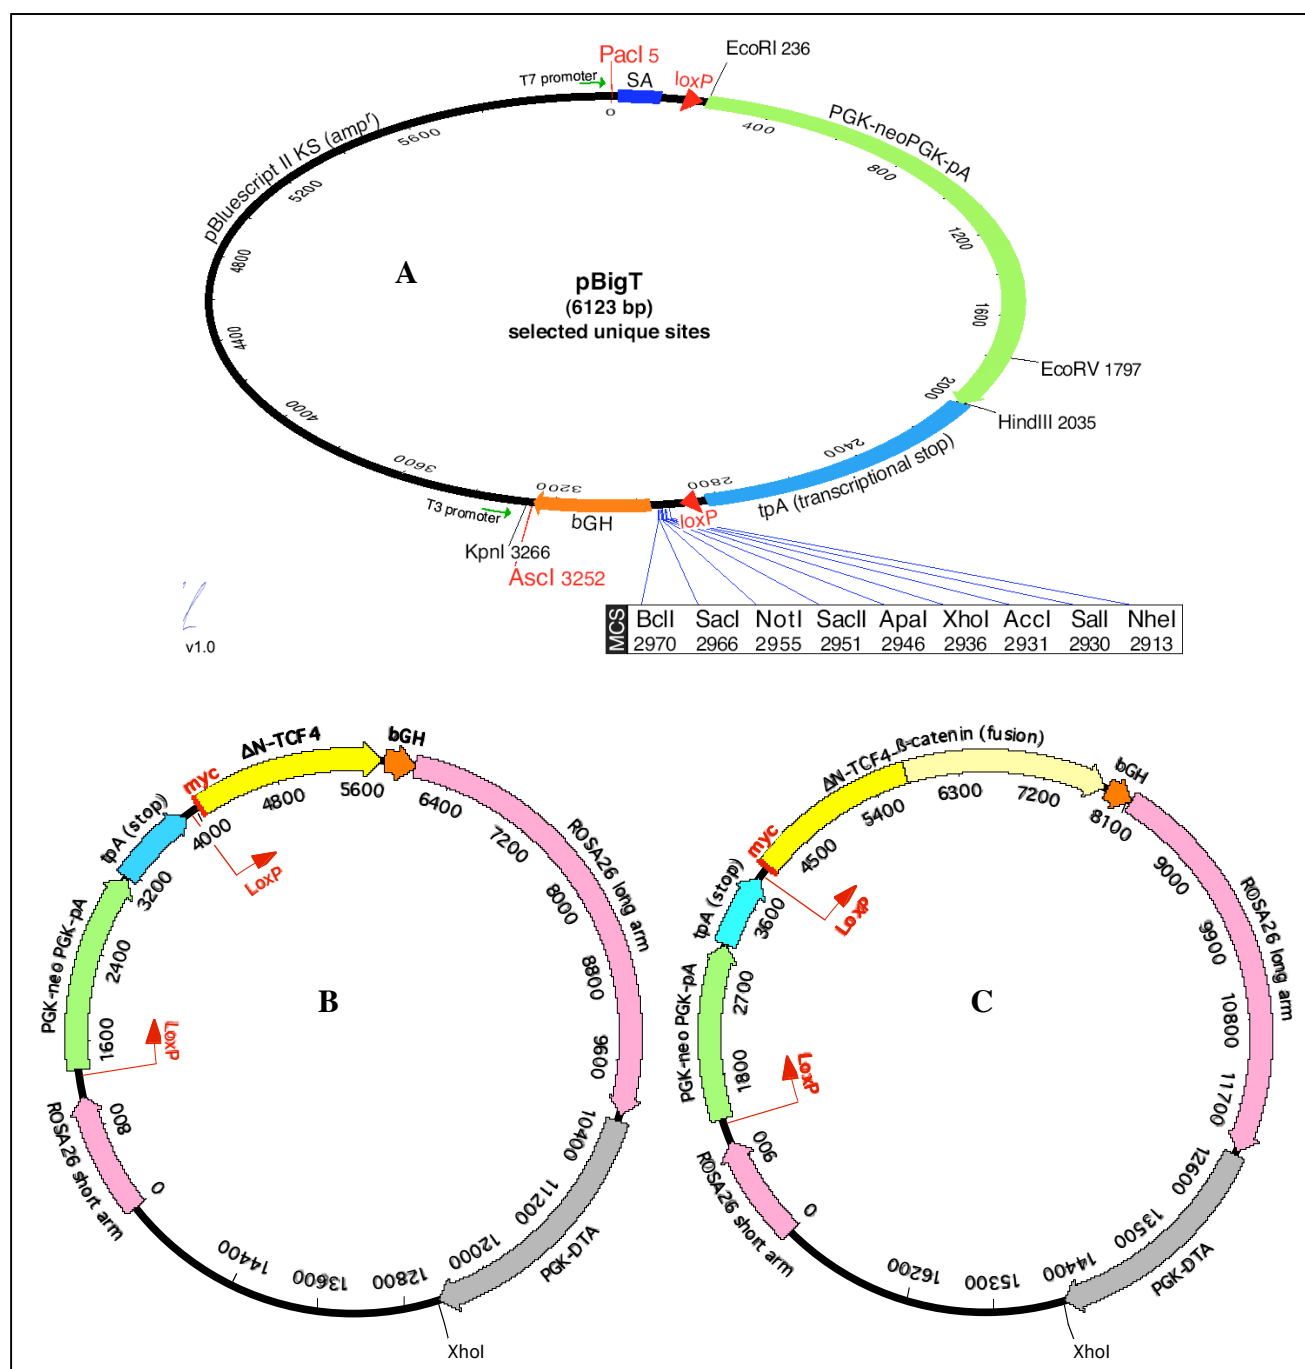 PacI 5
EcoRI 236
T7 promoter
SA
loxP
0
400
PGK-neoPGK-pA
800
1200
1600
EcoRV 1797
2000
HindIII 2035
2400
tpA (transcriptional stop)
2800
loxP
3200
bGH
T3 promoter
KpnI 3266
AscI 3252
3600
4000
4400
4800
5200
5600
pBluescript II KS (ampʳ)
A
pBigT
(6123 bp)
selected unique sites
v1.0
MCS
BclI SacI NotI SacII ApaI XhoI AccI SalI NheI
2970 2966 2955 2951 2946 2936 2931 2930 2913
ΔN-TCF4
bGH
myc
tpA (stop)
4000
4800
5600
6400
7200
8000
8800
9600
10400
11200
12000
12800
13600
14400
0
800
1600
2400
3200
LoxP
LoxP
PGK-neo PGK-pA
ROSA26 short arm
ROSA26 long arm
PGK-DTA
B
XhoI
ΔN-TCF4-ß-catenin (fusion)
bGH
myc
tpA (stop)
3600
4500
5400
6300
7200
8100
9000
9900
10800
11700
12600
13500
14400
15300
16200
0
900
1800
2700
LoxP
LoxP
PGK-neo PGK-pA
ROSA26 short arm
ROSA26 long arm
PGK-DTA
C
XhoI